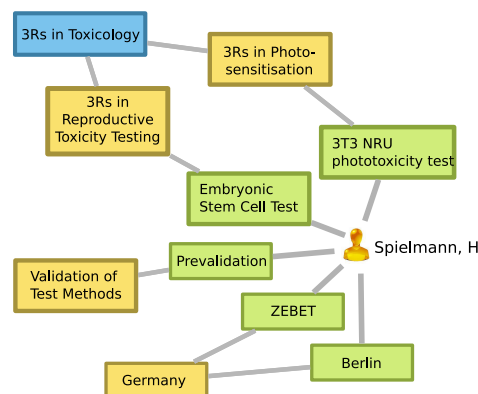 3Rs in Toxicology
3Rs in Photo-
sensitisation
3Rs in
Reproductive
Toxicity Testing
3T3 NRU
phototoxicity test
Embryonic
Stem Cell Test
Spielmann, H
Prevalidation
Validation of
Test Methods
ZEBET
Berlin
Germany